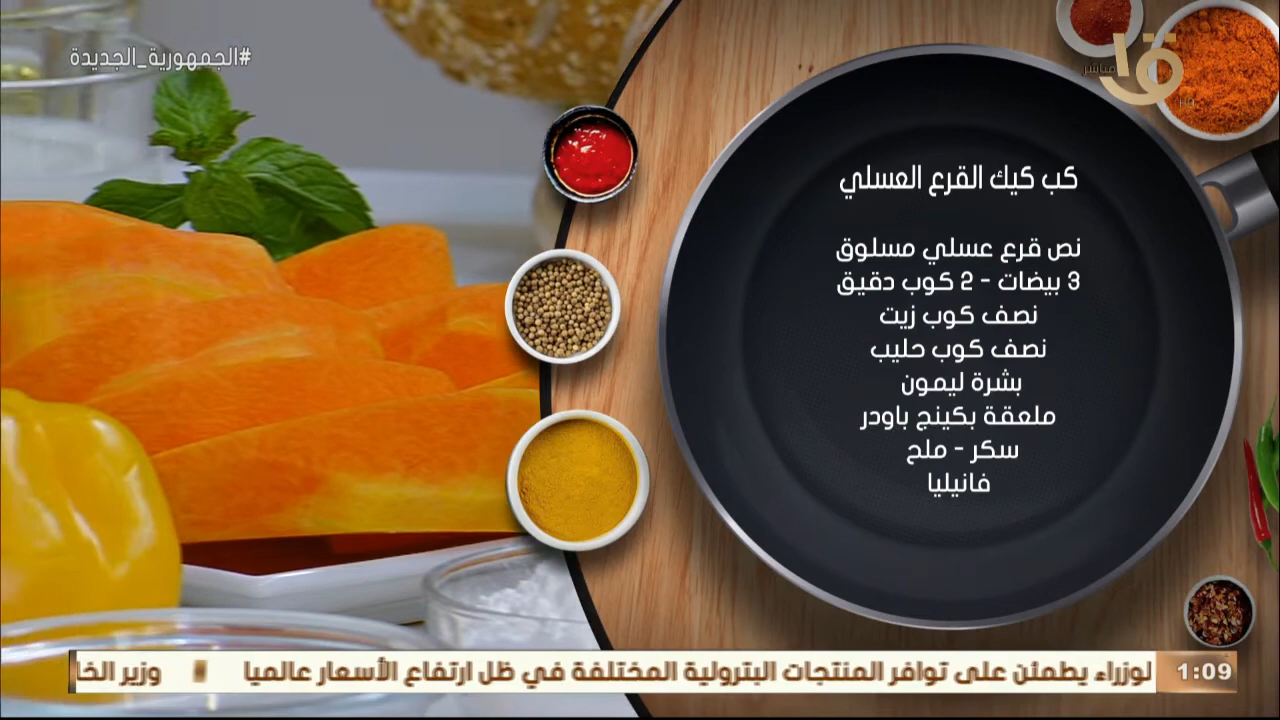 #الجمهورية_الجديدة
مباشر
HD
كب كيك القرع العسلي
نص قرع عسلي مسلوق
3 بيضات - 2 كوب دقيق
نصف كوب زيت
نصف كوب حليب
بشرة ليمون
ملعقة بكينج باودر
سكر - ملح
فانيليا
1:09
لوزراء يطمئن على توافر المنتجات البترولية المختلفة في ظل ارتفاع الأسعار عالميا
وزير الخا